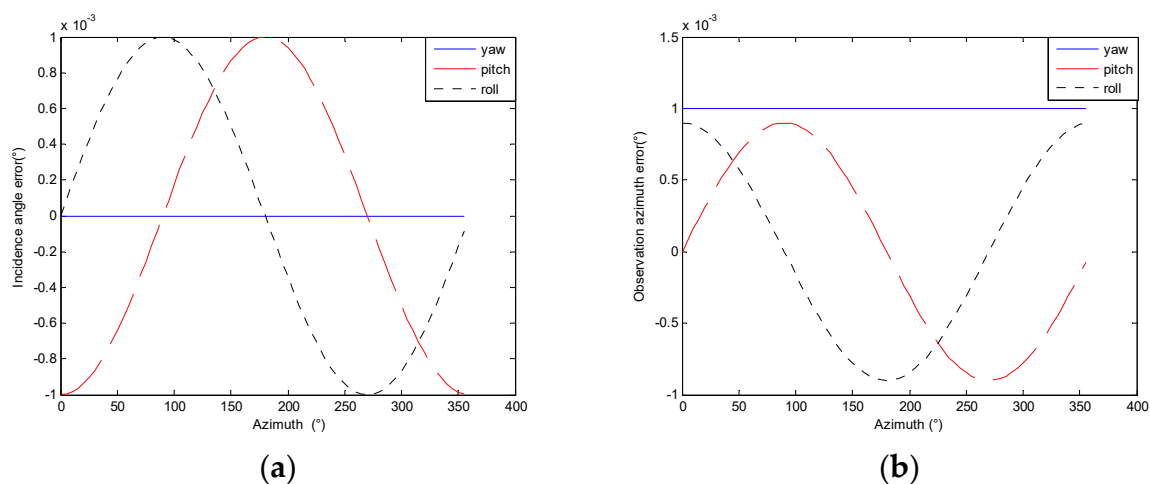 x 10^-3
1
0.8
0.6
0.4
0.2
0
-0.2
-0.4
-0.6
-0.8
-1
0 50 100 150 200 250 300 350 400
Azimuth (°)
Incidence angle error(°)
yaw
pitch
roll
(a)
x 10^-3
1.5
1
0.5
0
-0.5
-1
0 50 100 150 200 250 300 350 400
Azimuth (°)
Observation azimuth error(°)
yaw
pitch
roll
(b)